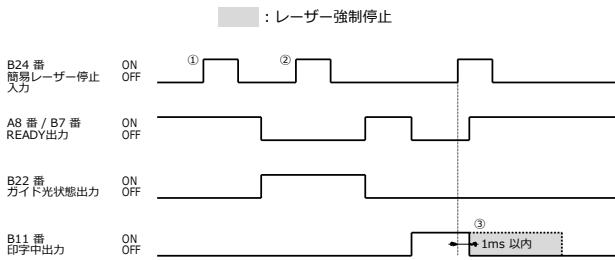 ：レーザー強制停止
① ②
B24 番
簡易レーザー停止
入力
ON
OFF
A8 番 / B7 番
READY出力
ON
OFF
B22 番
ガイド光状態出力
ON
OFF
③
B11 番
印字中出力
ON
OFF
1ms 以内